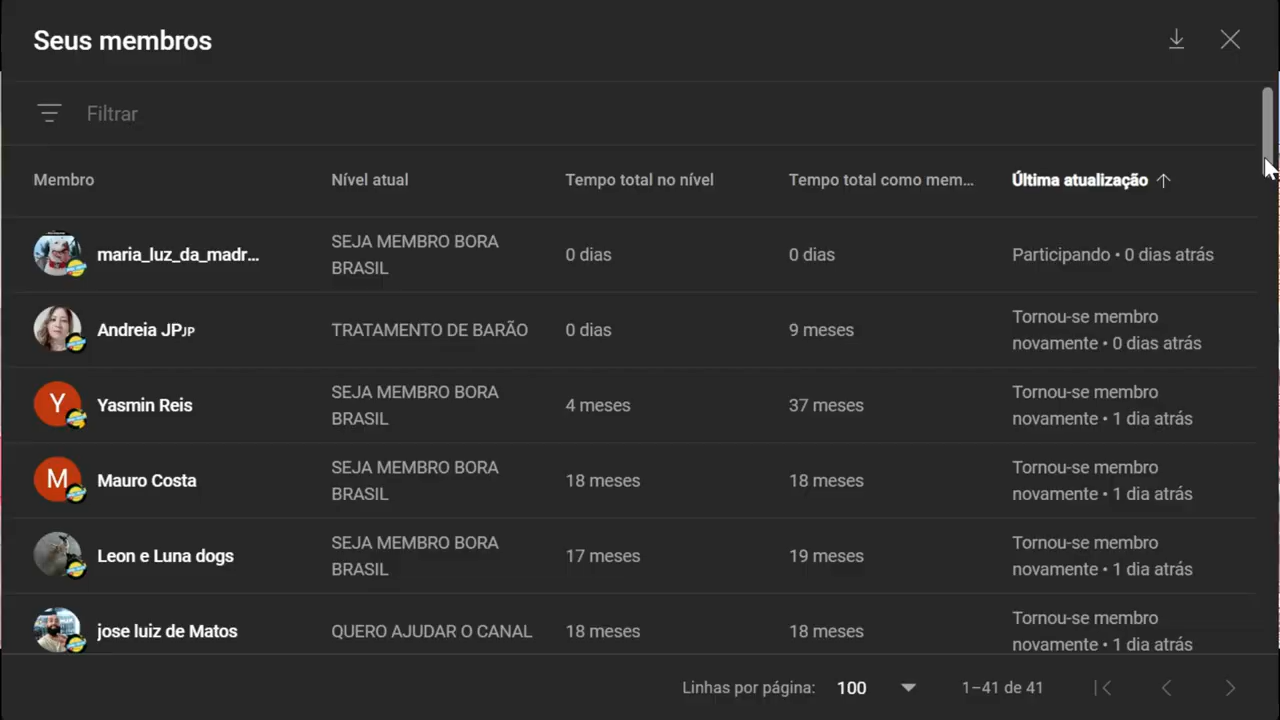 Seus membros
Filtrar
Membro
Nível atual
Tempo total no nível
Tempo total como mem...
Última atualização
maria_luz_da_madr...
SEJA MEMBRO BORA
BRASIL
0 dias
0 dias
Participando • 0 dias atrás
Andreia JPJP
TRATAMENTO DE BARÃO
0 dias
9 meses
Tornou-se membro
novamente • 0 dias atrás
Y
Yasmin Reis
SEJA MEMBRO BORA
BRASIL
4 meses
37 meses
Tornou-se membro
novamente • 1 dia atrás
M
Mauro Costa
SEJA MEMBRO BORA
BRASIL
18 meses
18 meses
Tornou-se membro
novamente • 1 dia atrás
Leon e Luna dogs
SEJA MEMBRO BORA
BRASIL
17 meses
19 meses
Tornou-se membro
novamente • 1 dia atrás
jose luiz de Matos
QUERO AJUDAR O CANAL
18 meses
18 meses
Tornou-se membro
novamente • 1 dia atrás
Linhas por página: 100
1–41 de 41